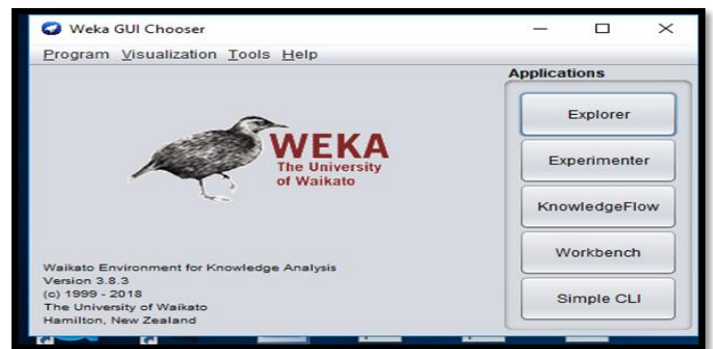 Weka GUI Chooser
Program Visualization Tools Help
Applications
WEKA
The University
of Waikato
Explorer
Experimenter
KnowledgeFlow
Workbench
Simple CLI
Waikato Environment for Knowledge Analysis
Version 3.8.3
(c) 1999 - 2018
The University of Waikato
Hamilton, New Zealand